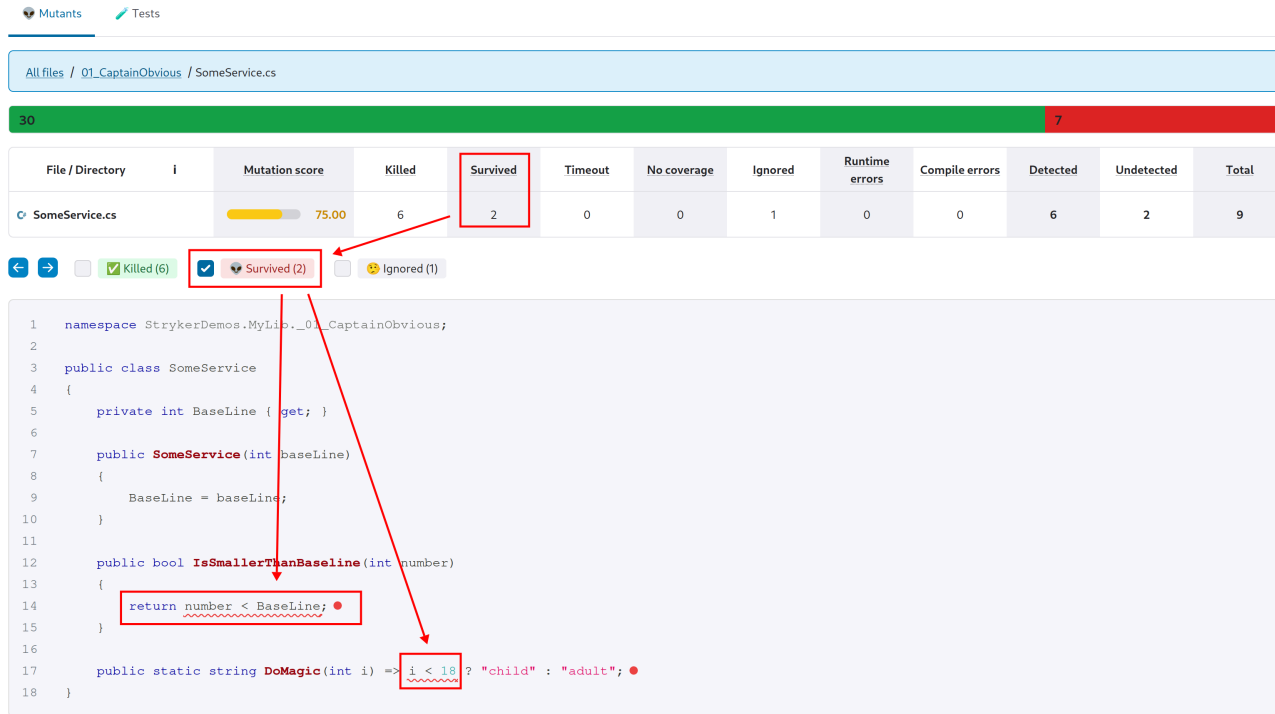 👽 Mutants 🧪 Tests
All files / 01_CaptainObvious / SomeService.cs
30 7
File / Directory i Mutation score Killed Survived Timeout No coverage Ignored Runtime errors Compile errors Detected Undetected Total
SomeService.cs 75.00 6 2 0 0 1 0 0 6 2 9
✅ Killed (6) 👽 Survived (2) 🤥 Ignored (1)
1 namespace StrykerDemos.MyLib._01_CaptainObvious;
2
3 public class SomeService
4 {
5     private int BaseLine { get; }
6
7     public SomeService(int baseLine)
8     {
9         BaseLine = baseLine;
10     }
11
12     public bool IsSmallerThanBaseline(int number)
13     {
14         return number < BaseLine;
15     }
16
17     public static string DoMagic(int i) => i < 18 ? "child" : "adult";
18 }